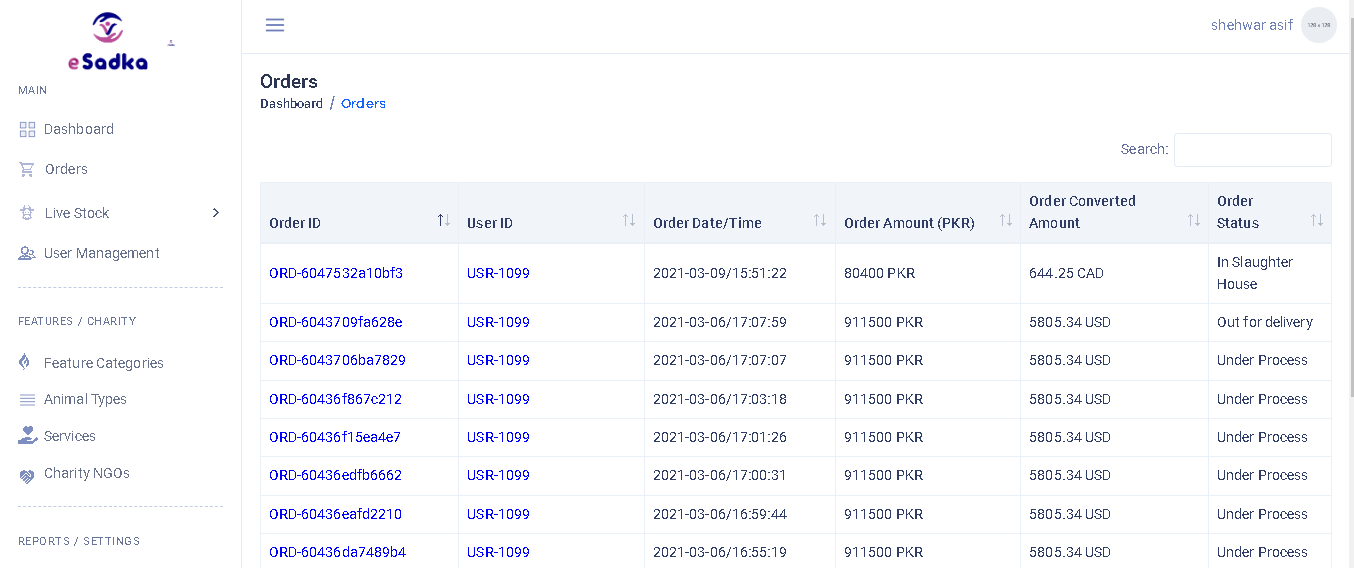 eSadka
shehwar asif
128 x 128
MAIN
Dashboard
Orders
Live Stock
User Management
FEATURES / CHARITY
Feature Categories
Animal Types
Services
Charity NGOs
REPORTS / SETTINGS
Orders
Dashboard / Orders
Search:
Order ID User ID Order Date/Time Order Amount (PKR) Order Converted Amount Order Status
ORD-6047532a10bf3 USR-1099 2021-03-09/15:51:22 80400 PKR 644.25 CAD In Slaughter House
ORD-6043709fa628e USR-1099 2021-03-06/17:07:59 911500 PKR 5805.34 USD Out for delivery
ORD-6043706ba7829 USR-1099 2021-03-06/17:07:07 911500 PKR 5805.34 USD Under Process
ORD-60436f867c212 USR-1099 2021-03-06/17:03:18 911500 PKR 5805.34 USD Under Process
ORD-60436f15ea4e7 USR-1099 2021-03-06/17:01:26 911500 PKR 5805.34 USD Under Process
ORD-60436edfb6662 USR-1099 2021-03-06/17:00:31 911500 PKR 5805.34 USD Under Process
ORD-60436eafd2210 USR-1099 2021-03-06/16:59:44 911500 PKR 5805.34 USD Under Process
ORD-60436da7489b4 USR-1099 2021-03-06/16:55:19 911500 PKR 5805.34 USD Under Process